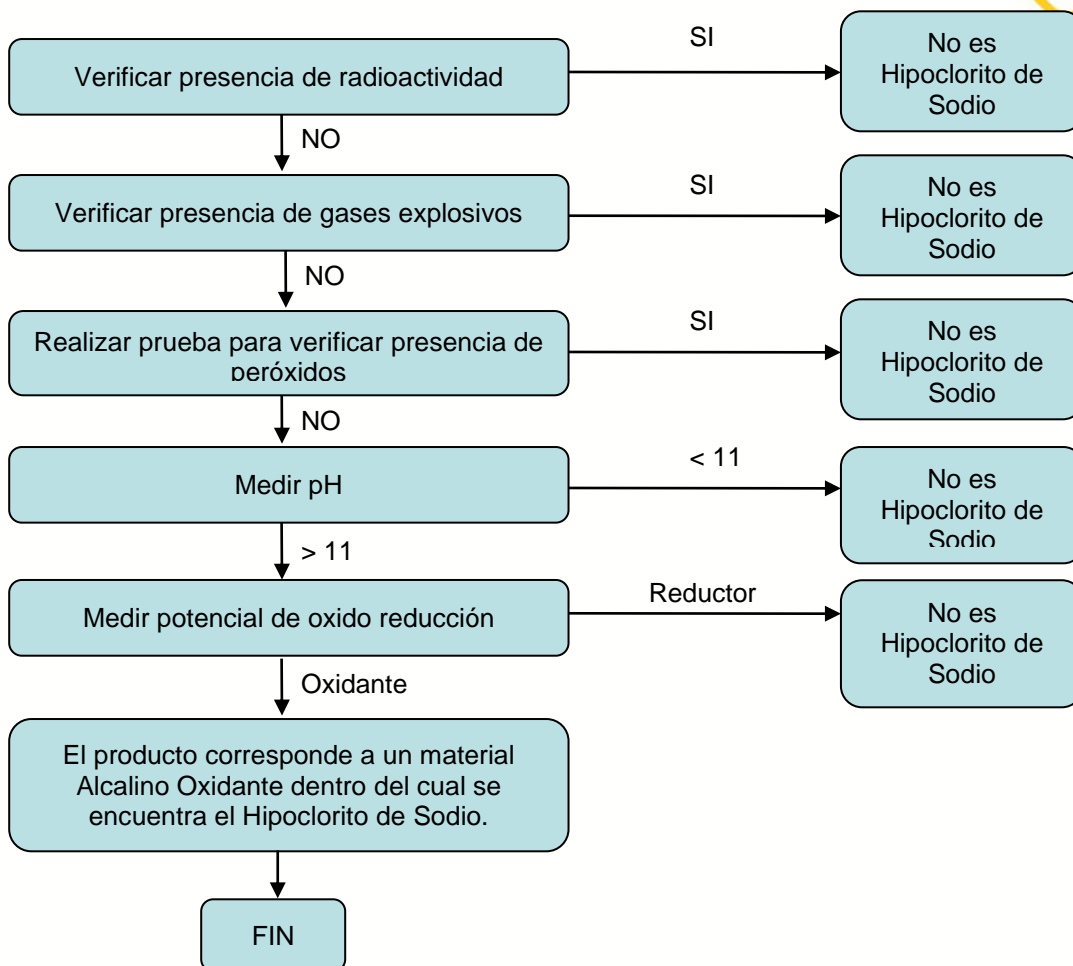 SI
No es
Hipoclorito de
Sodio
Verificar presencia de radioactividad
NO
SI
No es
Hipoclorito de
Sodio
Verificar presencia de gases explosivos
NO
SI
No es
Hipoclorito de
Sodio
Realizar prueba para verificar presencia de
peróxidos
NO
< 11
No es
Hipoclorito de
Sodio
Medir pH
> 11
Reductor
No es
Hipoclorito de
Sodio
Medir potencial de oxido reducción
Oxidante
El producto corresponde a un material
Alcalino Oxidante dentro del cual se
encuentra el Hipoclorito de Sodio.
FIN